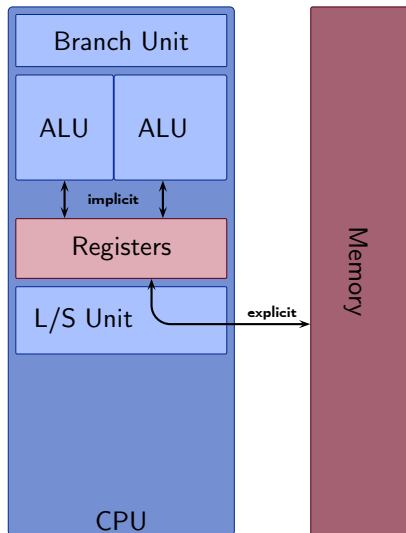 Branch Unit
ALU ALU
implicit
Registers
L/S Unit
explicit
Memory
CPU